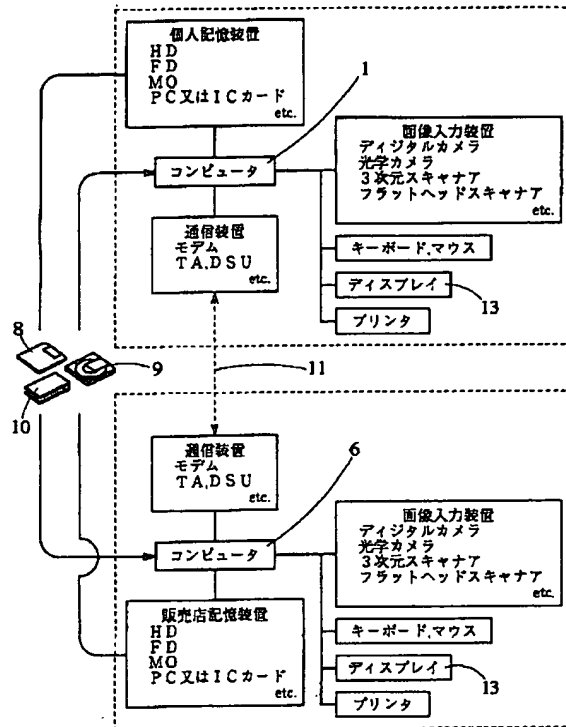 個人記憶装置
HD
FD
MO
PC又はICカード
etc.
1
コンピュータ
画像入力装置
ディジタルカメラ
光学カメラ
3次元スキャナア
フラットヘッドスキャナア
etc.
通信装置
モデム
TA,DSU
etc.
キーボード,マウス
ディスプレイ
13
プリンタ
8
9
10
11
通信装置
モデム
TA,DSU
etc.
6
コンピュータ
画像入力装置
ディジタルカメラ
光学カメラ
3次元スキャナア
フラットヘッドスキャナア
etc.
販売店記憶装置
HD
FD
MO
PC又はICカード
etc.
キーボード,マウス
ディスプレイ
13
プリンタ